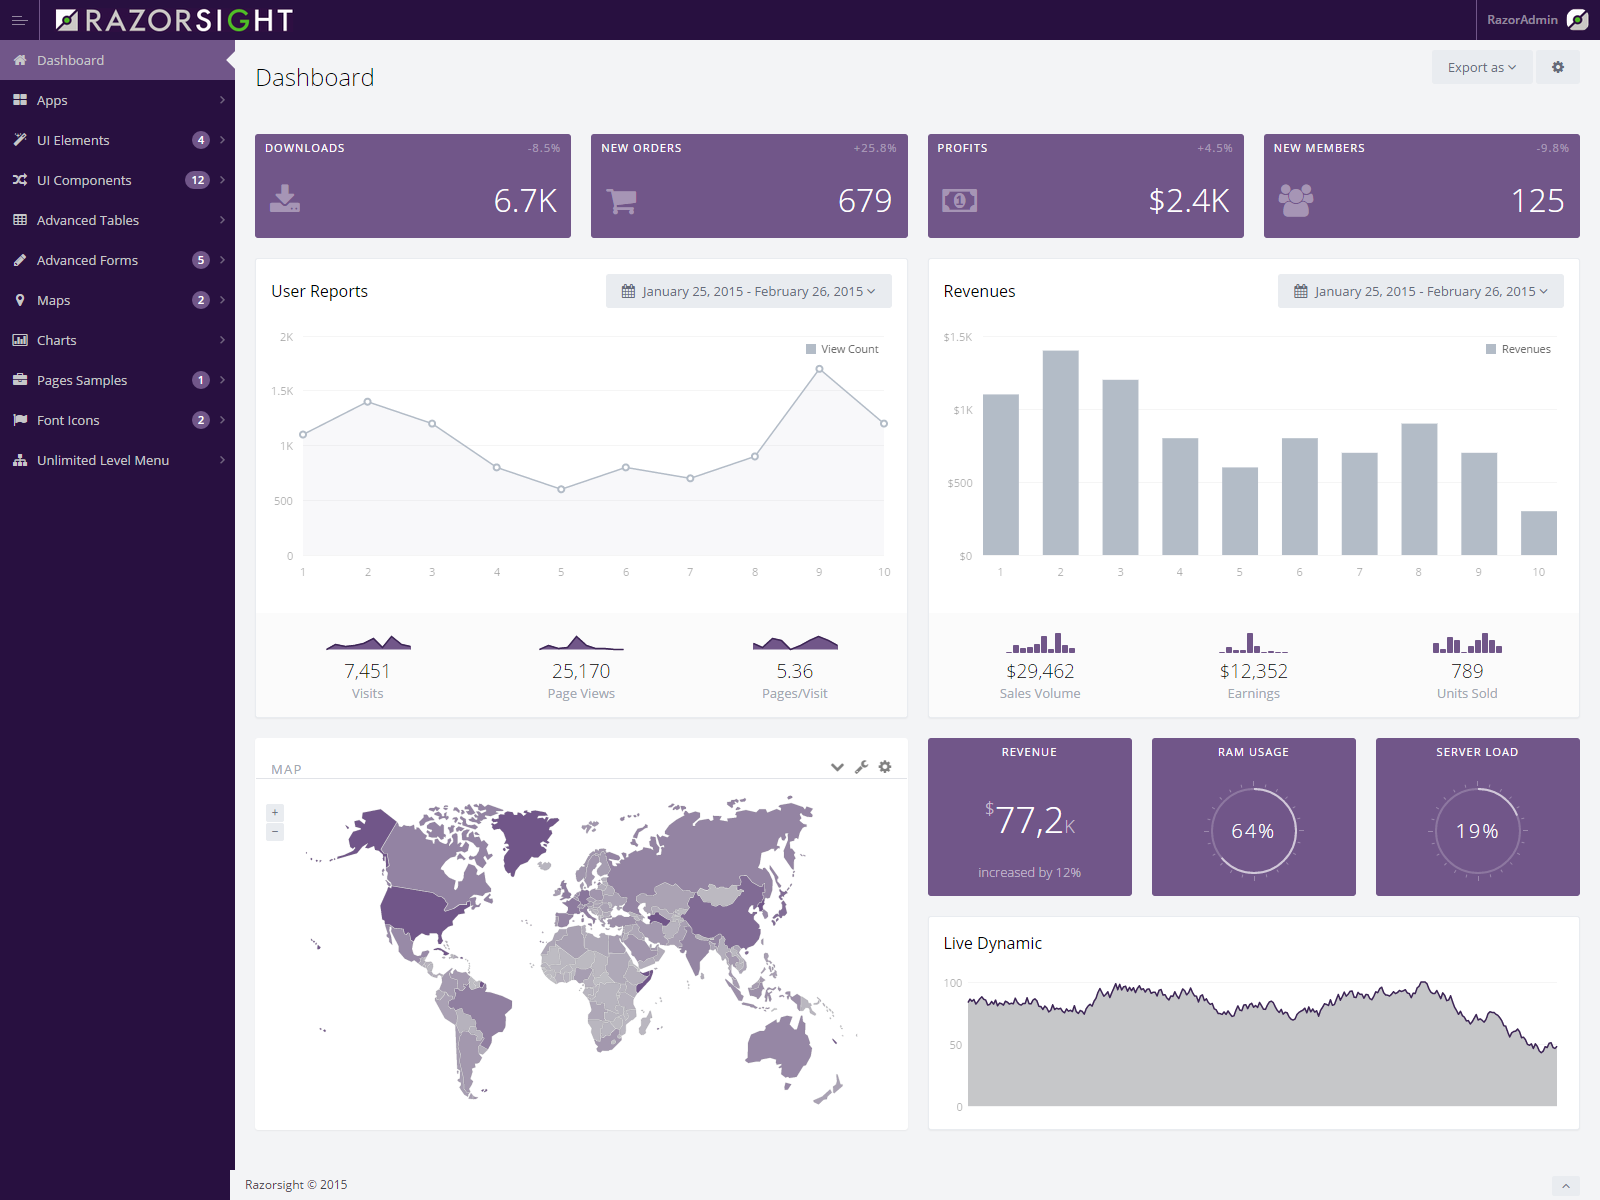 RAZORSIGHT
RazorAdmin
Dashboard
Apps
UI Elements 4
UI Components 12
Advanced Tables
Advanced Forms 5
Maps 2
Charts
Pages Samples 1
Font Icons 2
Unlimited Level Menu
Dashboard
Export as
DOWNLOADS -8.5%
6.7K
NEW ORDERS +25.8%
679
PROFITS +4.5%
1
$2.4K
NEW MEMBERS -9.8%
125
User Reports
January 25, 2015 - February 26, 2015
2K
View Count
1.5K
1K
500
0
1 2 3 4 5 6 7 8 9 10
7,451
Visits
25,170
Page Views
5.36
Pages/Visit
Revenues
January 25, 2015 - February 26, 2015
$1.5K
Revenues
$1K
$500
$0
1 2 3 4 5 6 7 8 9 10
$29,462
Sales Volume
$12,352
Earnings
789
Units Sold
MAP
+
−
REVENUE
$77,2K
increased by 12%
RAM USAGE
64%
SERVER LOAD
19%
Live Dynamic
100
50
0
Razorsight © 2015